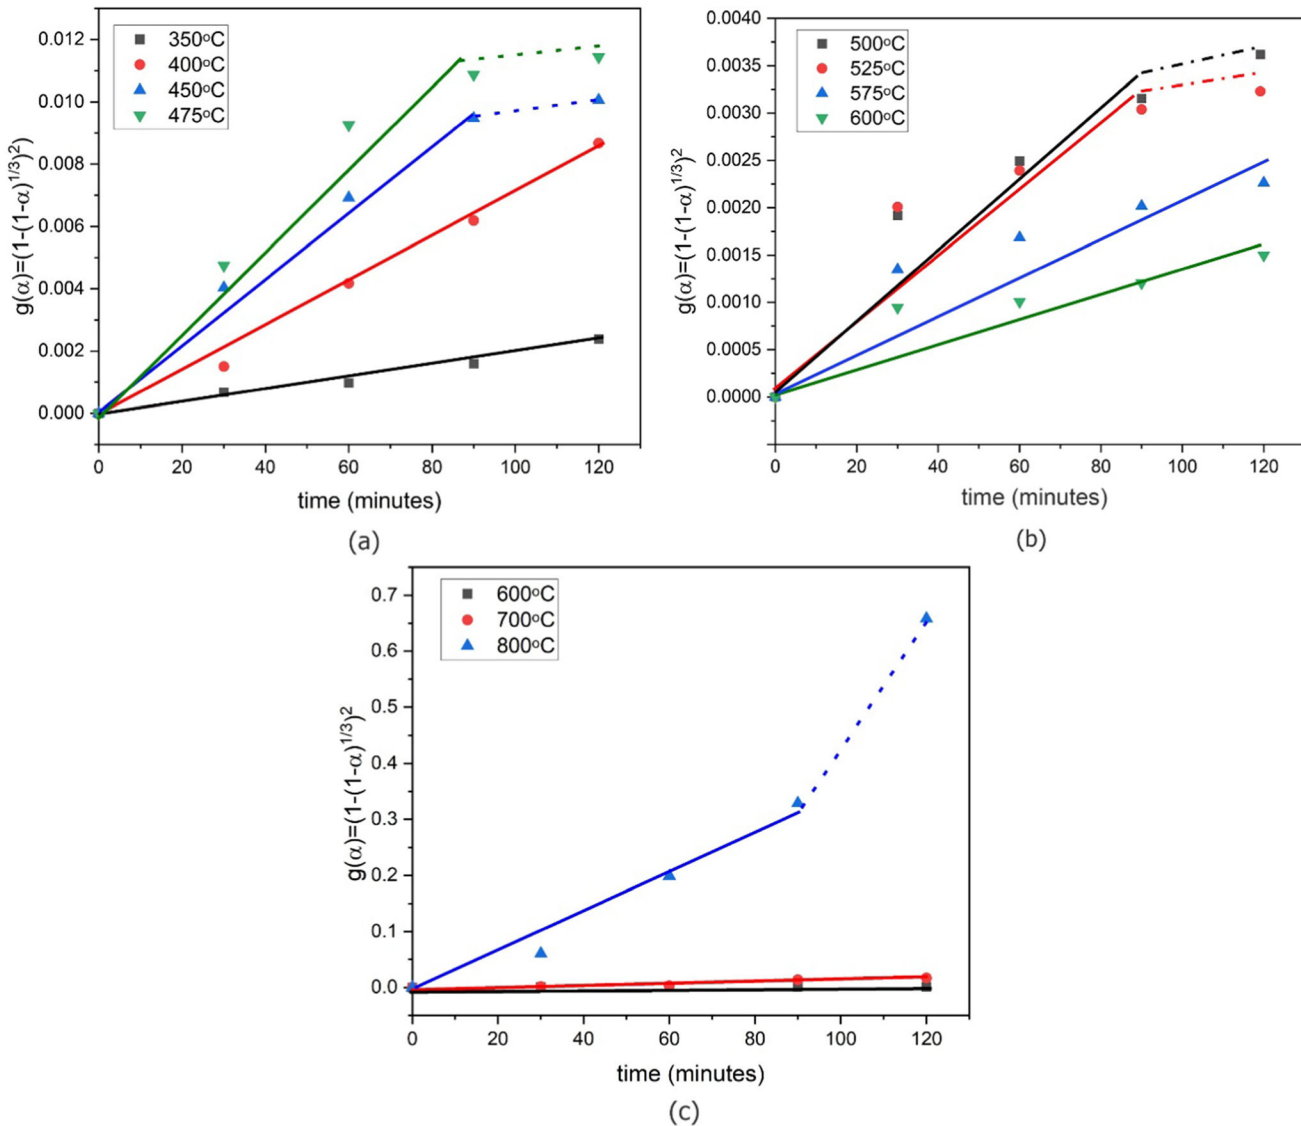 g(α)=(1-(1-α)^1/3)^2)
0.012
0.010
0.008
0.006
0.004
0.002
0.000
350°C
400°C
450°C
475°C
0 20 40 60 80 100 120
time (minutes)
(a)
g(α)=(1-(1-α)^1/3)^2
0.0040
0.0035
0.0030
0.0025
0.0020
0.0015
0.0010
0.0005
0.0000
500°C
525°C
575°C
600°C
0 20 40 60 80 100 120
time (minutes)
(b)
g(α)=(1-(1-α)^1/3)^2
0.7
0.6
0.5
0.4
0.3
0.2
0.1
0.0
600°C
700°C
800°C
0 20 40 60 80 100 120
time (minutes)
(c)